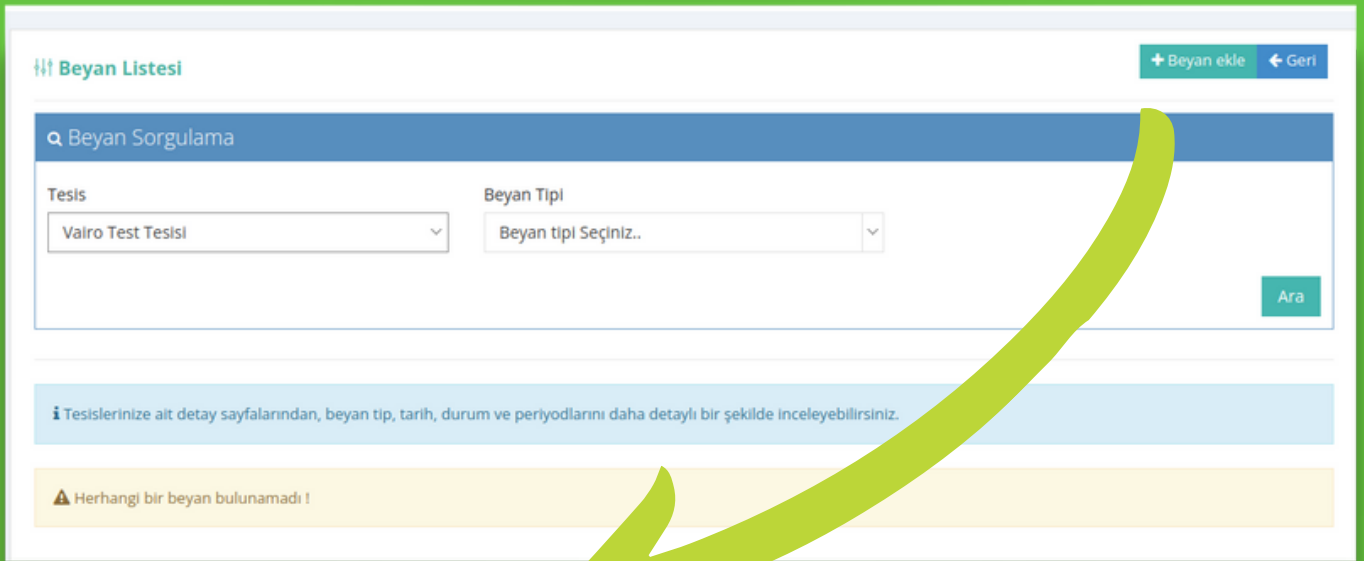 Beyan Listesi
Beyan ekle
Geri
Beyan Sorgulama
Tesis
Beyan Tipi
Vairo Test Tesisi
Beyan tipi Seçiniz..
Ara
Tesislerinize ait detay sayfalarından, beyan tip, tarih, durum ve periyodlarını daha detaylı bir şekilde inceleyebilirsiniz.
Herhangi bir beyan bulunamadı !